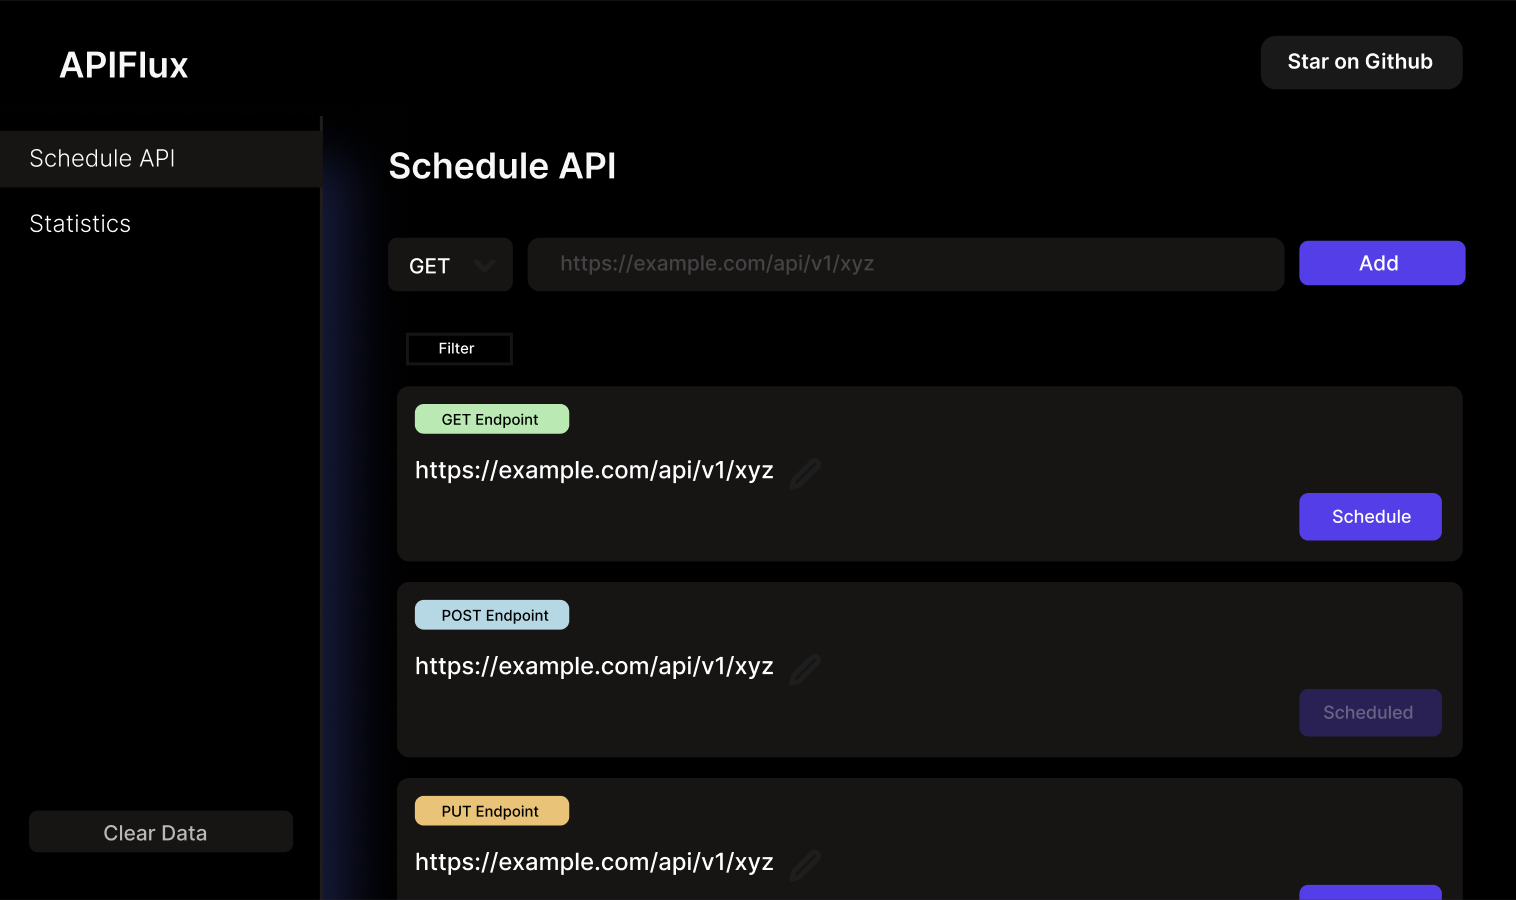 APIFlux
Star on Github
Schedule API
Statistics
Clear Data
Schedule API
GET
https://example.com/api/v1/xyz
Add
Filter
GET Endpoint
https://example.com/api/v1/xyz
Schedule
POST Endpoint
https://example.com/api/v1/xyz
Scheduled
PUT Endpoint
https://example.com/api/v1/xyz